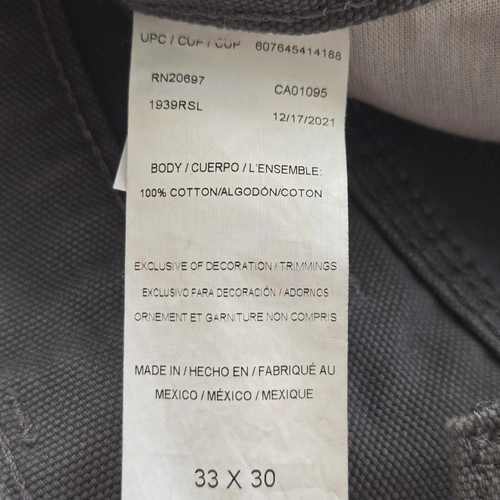 UPC / CUP / CUP 607645414188
RN20697 CA01095
1939RSL 12/17/2021
BODY / CUERPO / L'ENSEMBLE:
100% COTTON/ALGODÓN/COTON
EXCLUSIVE OF DECORATION / TRIMMINGS
EXCLUSIVO PARA DECORACIÓN / ADORNOS
ORNEMENT ET GARNITURE NON COMPRIS
MADE IN / HECHO EN / FABRIQUÉ AU
MEXICO / MÉXICO / MEXIQUE
33 X 30